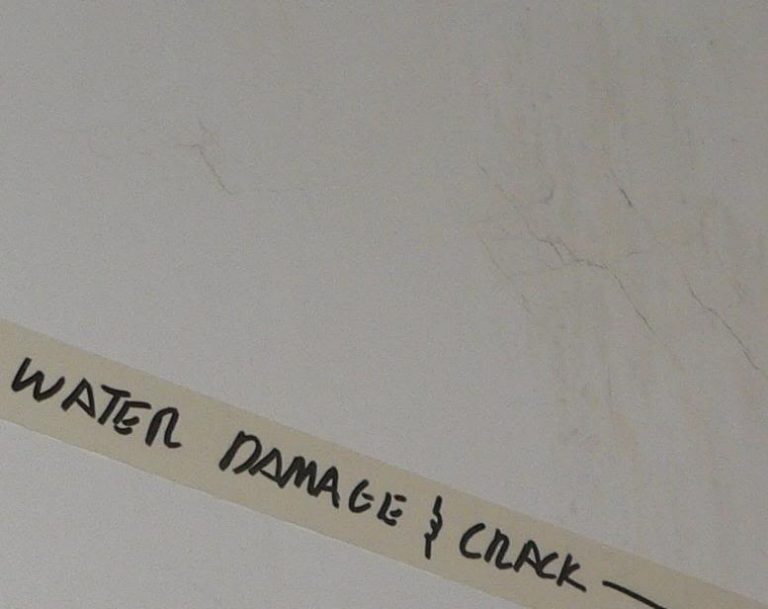 WATER DAMAGE & CRACK —